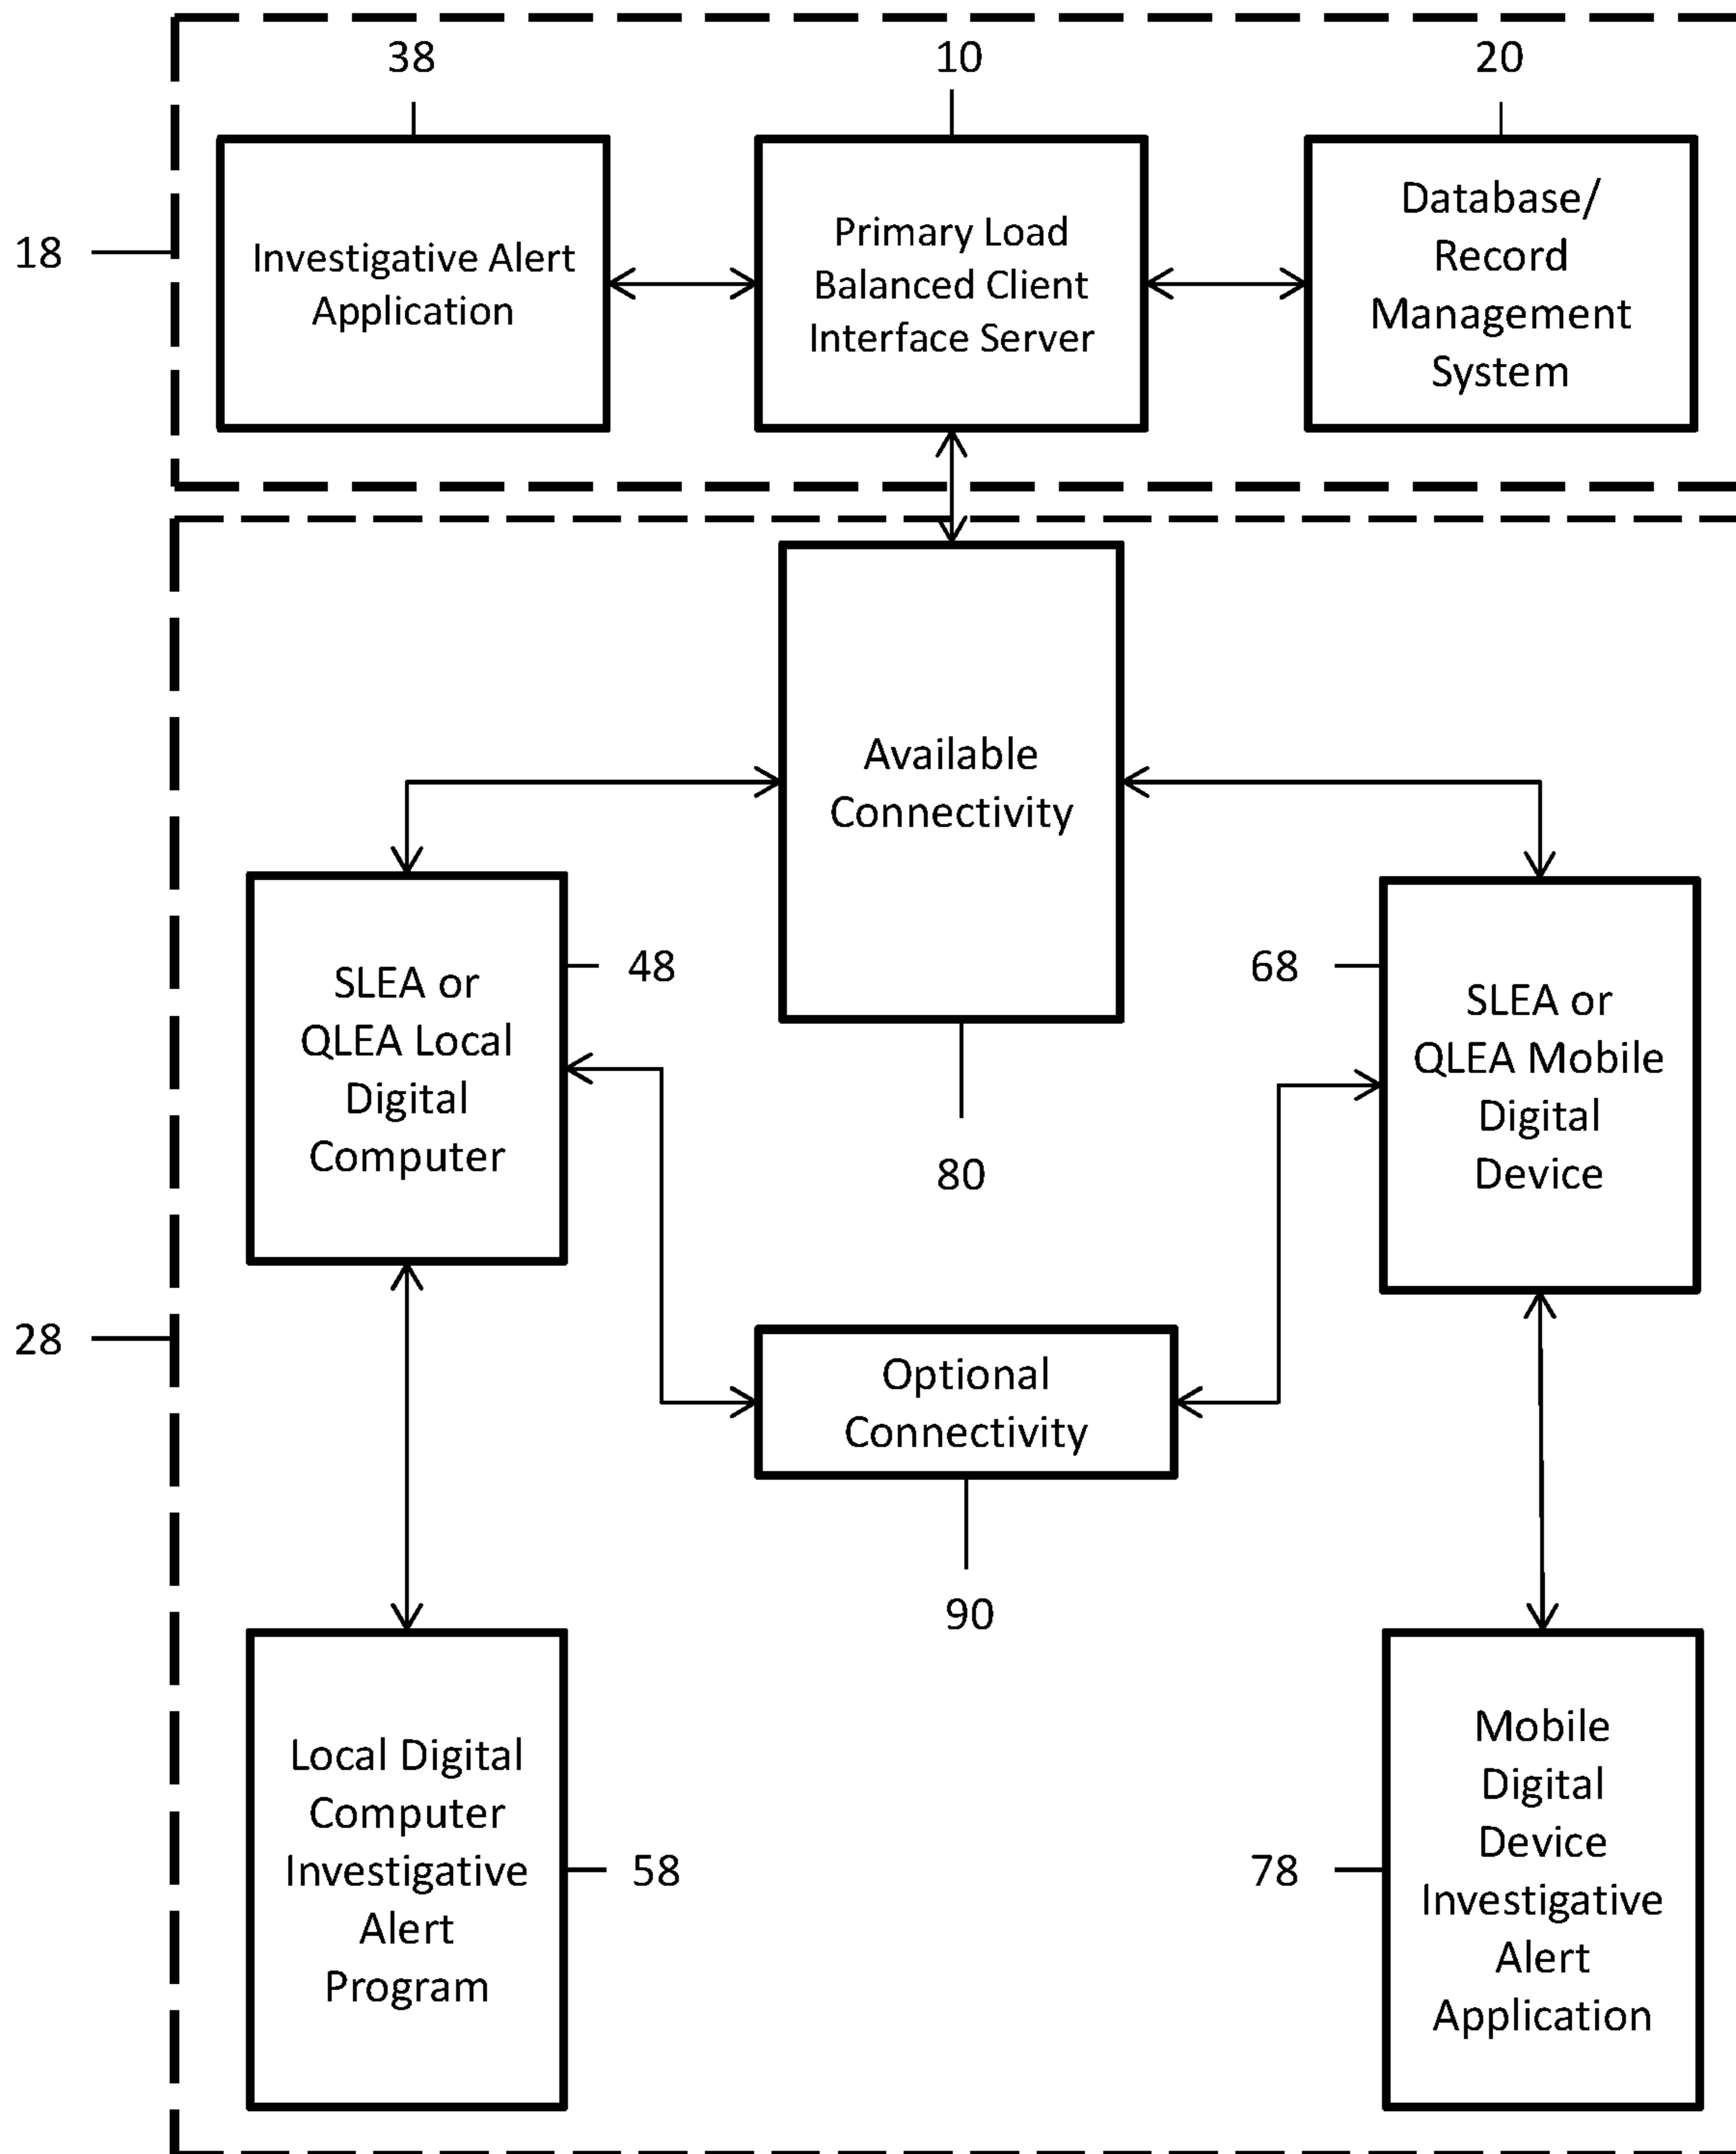 38
10
20
18
Investigative Alert
Application
Primary Load
Balanced Client
Interface Server
Database/
Record
Management
System
Available
Connectivity
80
SLEA or
QLEA Local
Digital
Computer
48
68
SLEA or
QLEA Mobile
Digital
Device
28
Optional
Connectivity
90
Local Digital
Computer
Investigative
Alert
Program
58
78
Mobile
Digital
Device
Investigative
Alert
Application